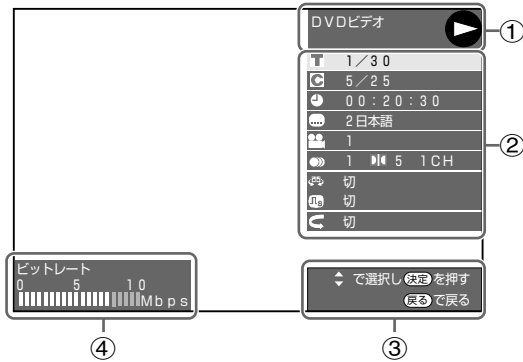 DVDビデオ
①
T 1／30
C 5／25
00：20：30
2日本語
1
1 5 1CH
切
切
切
②
ビットレート
0 5 10
Mbps
④
で選択し決定を押す
戻るで戻る
③